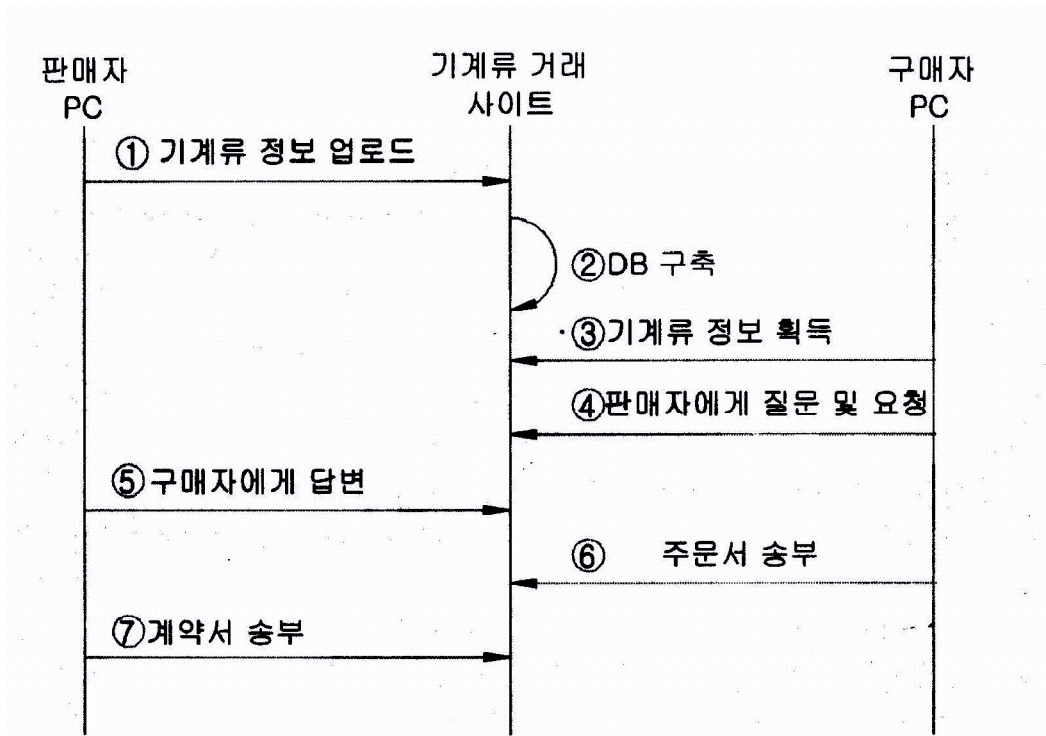 판매자
PC
기계류 거래
사이트
구매자
PC
① 기계류 정보 업로드
②DB 구축
③기계류 정보 획득
④판매자에게 질문 및 요청
⑤구매자에게 답변
⑥ 주문서 송부
⑦계약서 송부